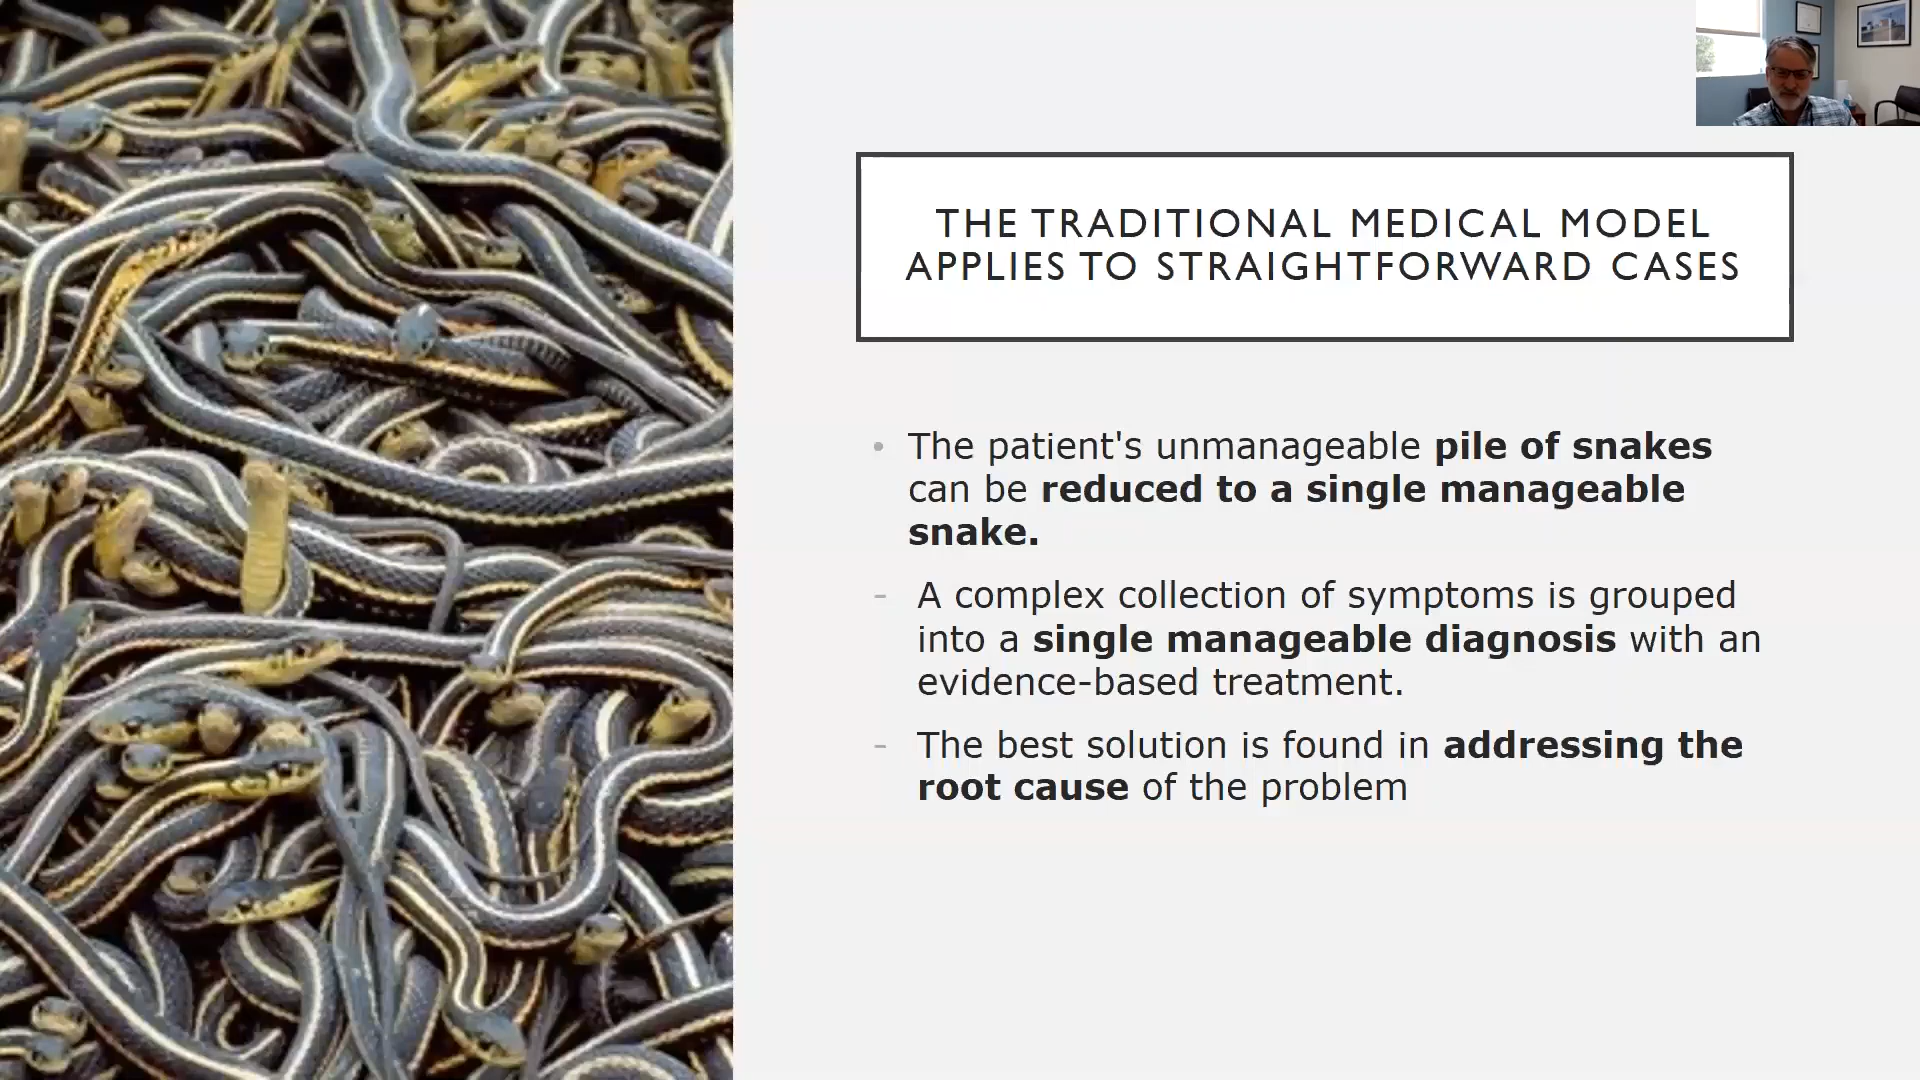 THE TRADITIONAL MEDICAL MODEL
APPLIES TO STRAIGHTFORWARD CASES
• The patient's unmanageable pile of snakes
can be reduced to a single manageable
snake.
- A complex collection of symptoms is grouped
into a single manageable diagnosis with an
evidence-based treatment.
- The best solution is found in addressing the
root cause of the problem